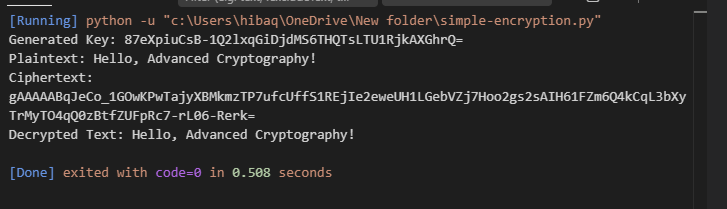 [Running] python -u "c:\Users\hibaq\OneDrive\New folder\simple-encryption.py"
Generated Key: 87eXpiuCsB-1Q2lxqGiDjdMS6THQTsLTU1RjkAXGhrQ=
Plaintext: Hello, Advanced Cryptography!
Ciphertext:
gAAAAABqJeCo_1GOwKPwTajyXBMkmzTP7ufcUffS1REjIe2eweUH1LGebVZj7Hoo2gs2sAIH61FZm6Q4kCqL3bXy
TrMyTO4qQ0zBtfZUFpRc7-rL06-Rerk=
Decrypted Text: Hello, Advanced Cryptography!
[Done] exited with code=0 in 0.508 seconds